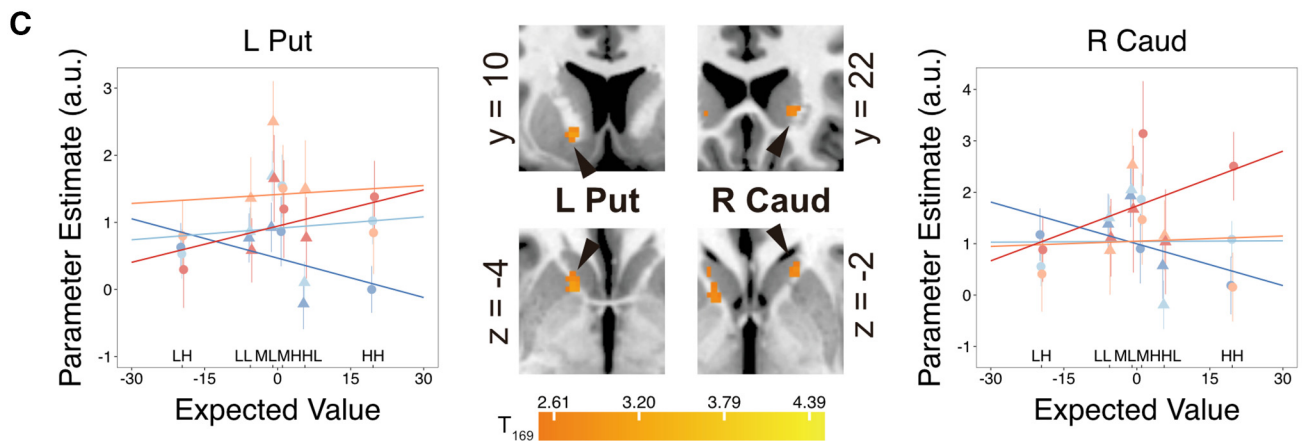 C
L Put
Parameter Estimate (a.u.)
3
2
1
0
-1
LH
LL
ML
MH
HL
HH
-30
-15
0
15
30
Expected Value
y = 10
y = 22
L Put
R Caud
z = -4
z = -2
T169
2.61
3.20
3.79
4.39
R Caud
Parameter Estimate (a.u.)
4
3
2
1
0
-1
LH
LL
ML
MH
HL
HH
-30
-15
0
15
30
Expected Value